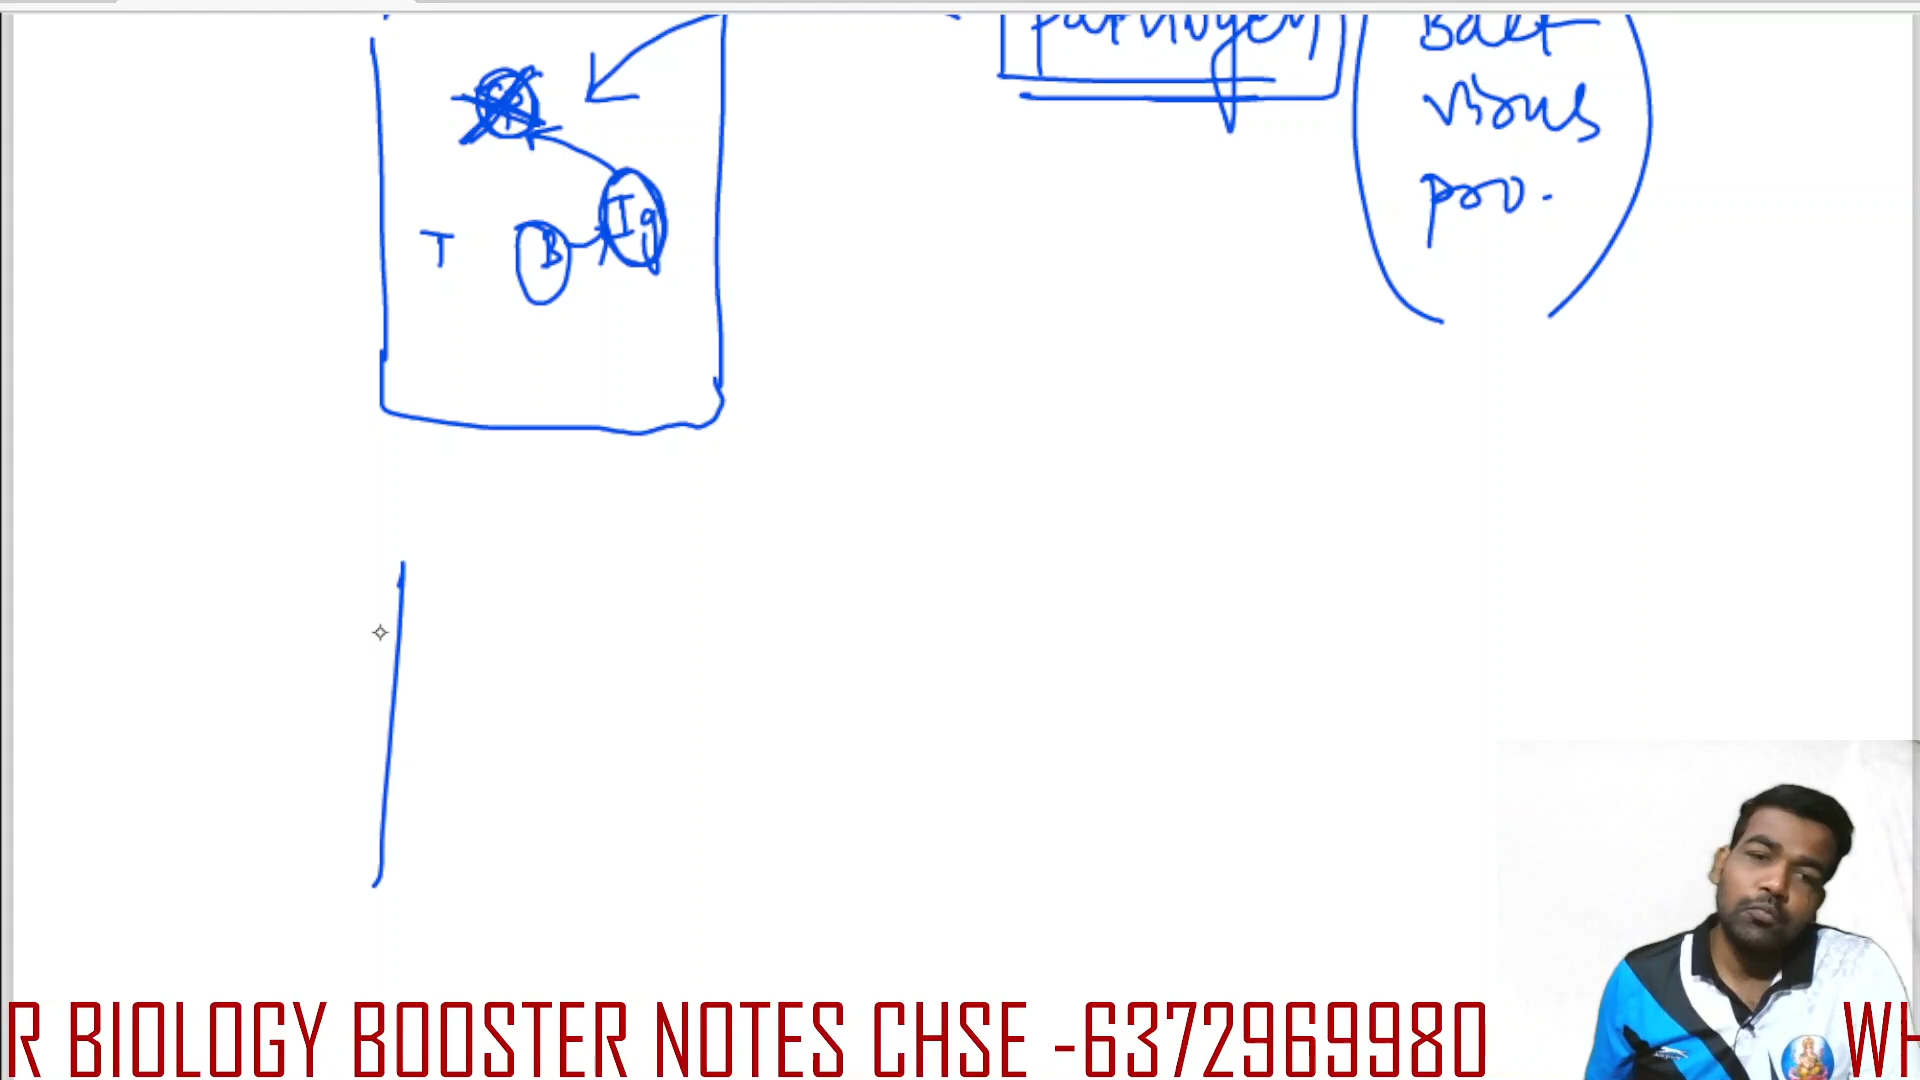 pathogen
Bact
virus
pro.
Ig
T
B
R BIOLOGY BOOSTER NOTES CHSE -6372969980 WH